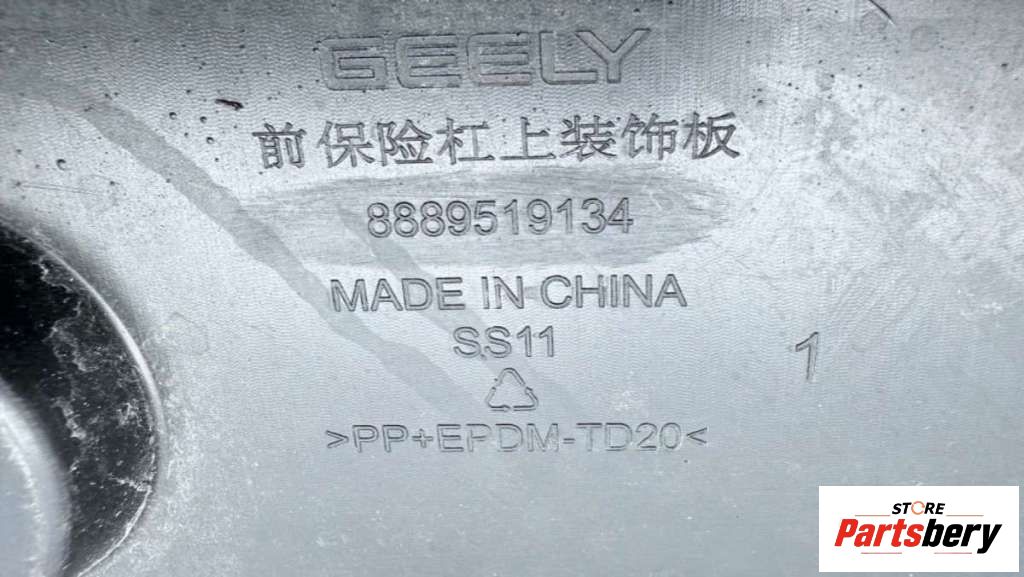 GEELY
前保险杠上装饰板
8889519134
MADE IN CHINA
SS11
1
>PP+EPDM-TD20<
STORE
Partsbery